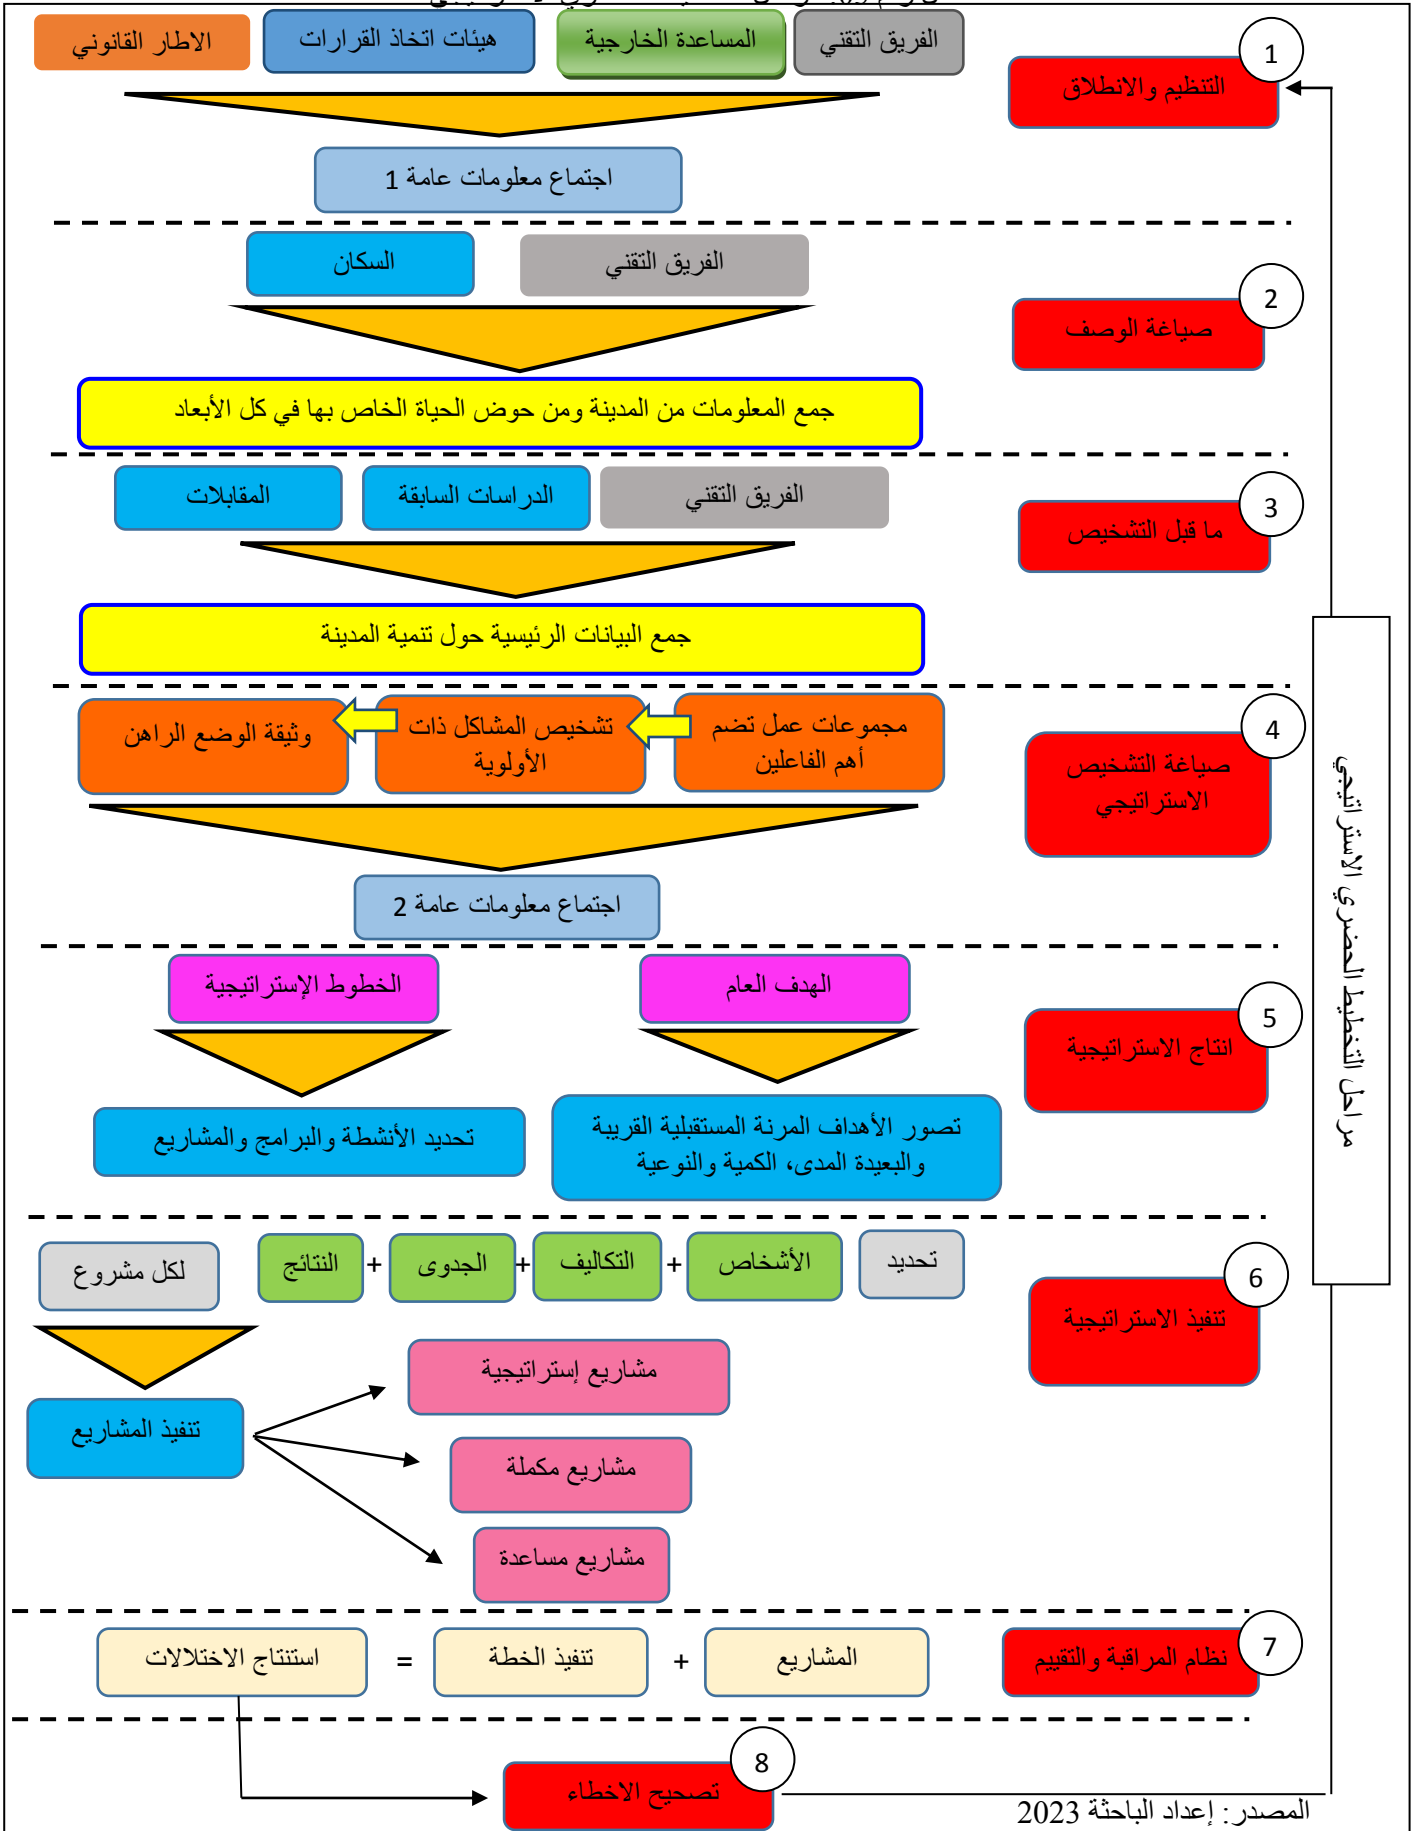 1
التنظيم والانطلاق
الفريق التقني
المساعدة الخارجية
هيئات اتخاذ القرارات
الاطار القانوني
اجتماع معلومات عامة 1
2
صياغة الوصف
الفريق التقني
السكان
جمع المعلومات من المدينة ومن حوض الحياة الخاص بها في كل الأبعاد
3
ما قبل التشخيص
الفريق التقني
الدراسات السابقة
المقابلات
جمع البيانات الرئيسية حول تنمية المدينة
4
صياغة التشخيص
الاستراتيجي
مجموعات عمل تضم
أهم الفاعلين
تشخيص المشاكل ذات
الأولوية
وثيقة الوضع الراهن
اجتماع معلومات عامة 2
5
انتاج الاستراتيجية
الهدف العام
الخطوط الإستراتيجية
تصور الأهداف المرنة المستقبلية القريبة
والبعيدة المدى، الكمية والنوعية
تحديد الأنشطة والبرامج والمشاريع
6
تنفيذ الاستراتيجية
تحديد
الأشخاص
+
التكاليف
+
الجدوى
+
النتائج
لكل مشروع
تنفيذ المشاريع
مشاريع إستراتيجية
مشاريع مكملة
مشاريع مساعدة
7
نظام المراقبة والتقييم
المشاريع
+
تنفيذ الخطة
=
استنتاج الاختلالات
8
تصحيح الاخطاء
مراحل التخطيط الحضري الاستراتيجي
المصدر: إعداد الباحثة 2023